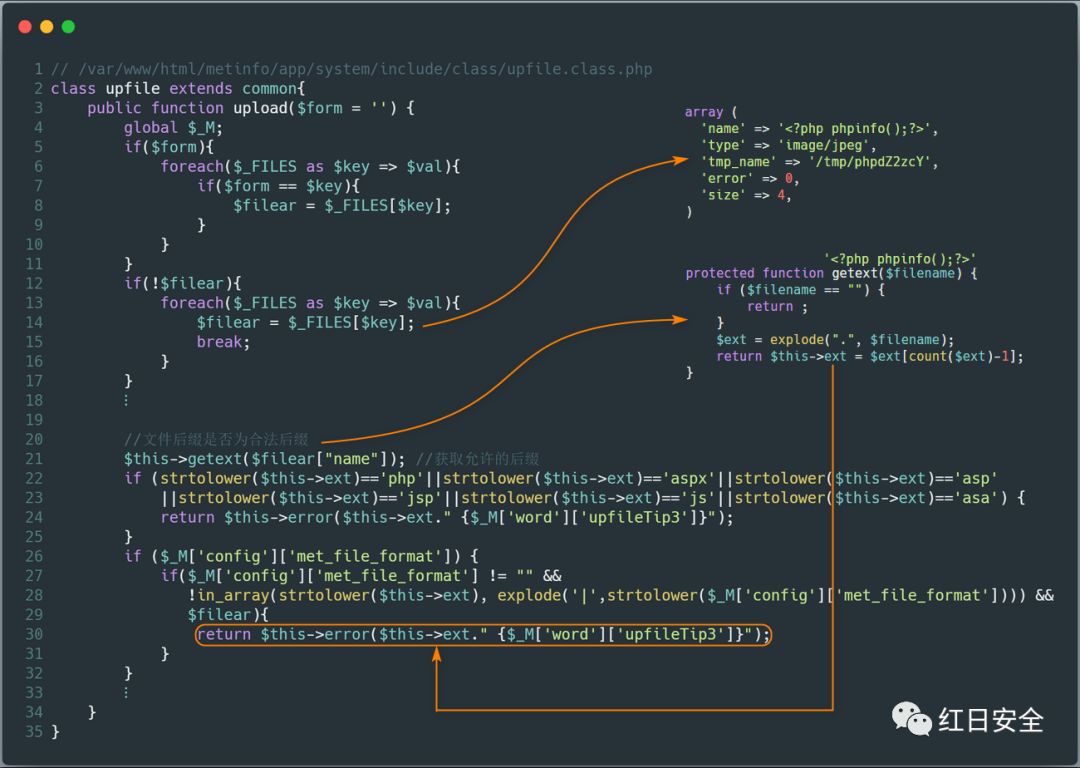 1 // /var/www/html/metinfo/app/system/include/class/upfile.class.php
2 class upfile extends common{
3 public function upload($form = '') {
4 global $_M;
5 if($form){
6 foreach($_FILES as $key => $val){
7 if($form == $key){
8 $filear = $_FILES[$key];
9 }
10 }
11 }
12 if(!$filear){
13 foreach($_FILES as $key => $val){
14 $filear = $_FILES[$key];
15 break;
16 }
17 }
18 ⋮
19
20 //文件后缀是否为合法后缀
21 $this->getext($filear["name"]); //获取允许的后缀
22 if (strtolower($this->ext)=='php'||strtolower($this->ext)=='aspx'||strtolower($this->ext)=='asp'
23 ||strtolower($this->ext)=='jsp'||strtolower($this->ext)=='js'||strtolower($this->ext)=='asa') {
24 return $this->error($this->ext." {$_M['word']['upfileTip3']}");
25 }
26 if ($_M['config']['met_file_format']) {
27 if($_M['config']['met_file_format'] != "" &&
28 !in_array(strtolower($this->ext), explode('|',strtolower($_M['config']['met_file_format']))) &&
29 $filear){
30 return $this->error($this->ext." {$_M['word']['upfileTip3']}");
31 }
32 }
33 ⋮
34 }
35 }
array (
'name' => '<?php phpinfo();?>',
'type' => 'image/jpeg',
'tmp_name' => '/tmp/phpdZ2zcY',
'error' => 0,
'size' => 4,
)
'<?php phpinfo();?>'
protected function getext($filename) {
if ($filename == "") {
return ;
}
$ext = explode(".", $filename);
return $this->ext = $ext[count($ext)-1];
}
红日安全